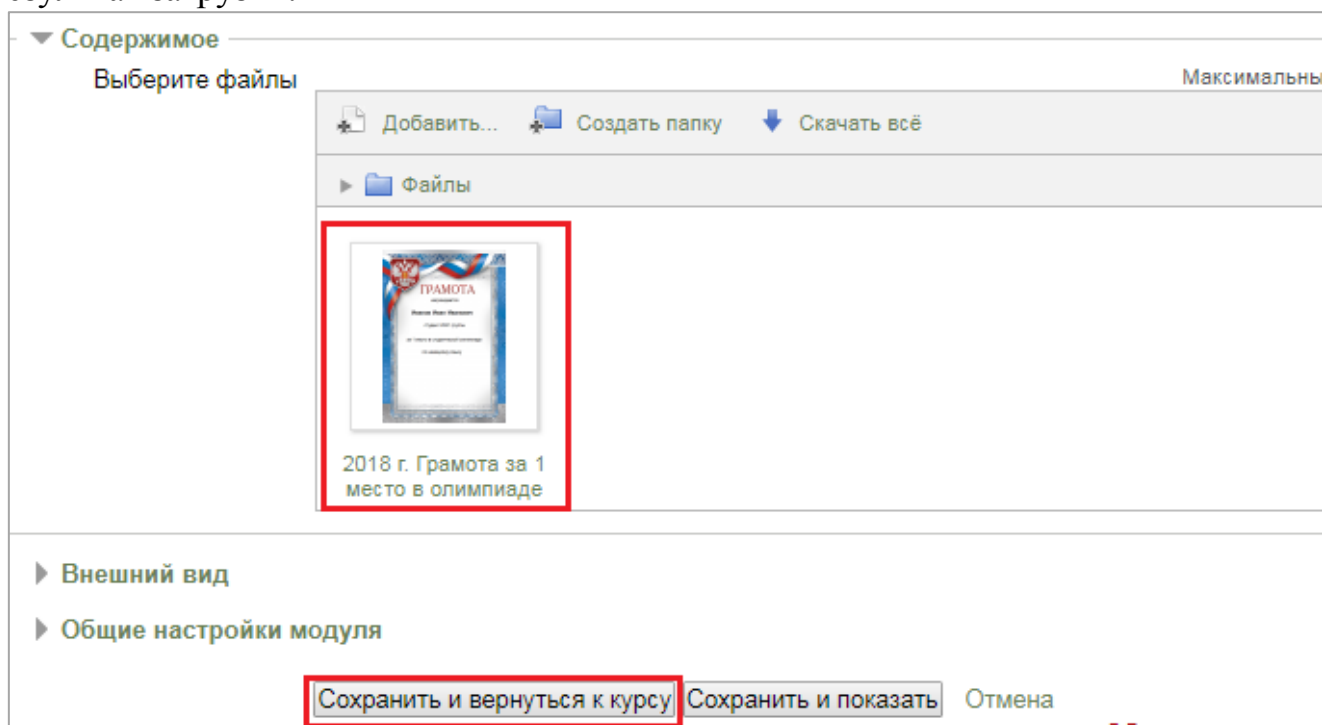 Содержимое
Выберите файлы
Максимальны
Добавить... Создать папку Скачать всё
Файлы
ГРАМОТА
2018 г. Грамота за 1
место в олимпиаде
Внешний вид
Общие настройки модуля
Сохранить и вернуться к курсу Сохранить и показать Отмена